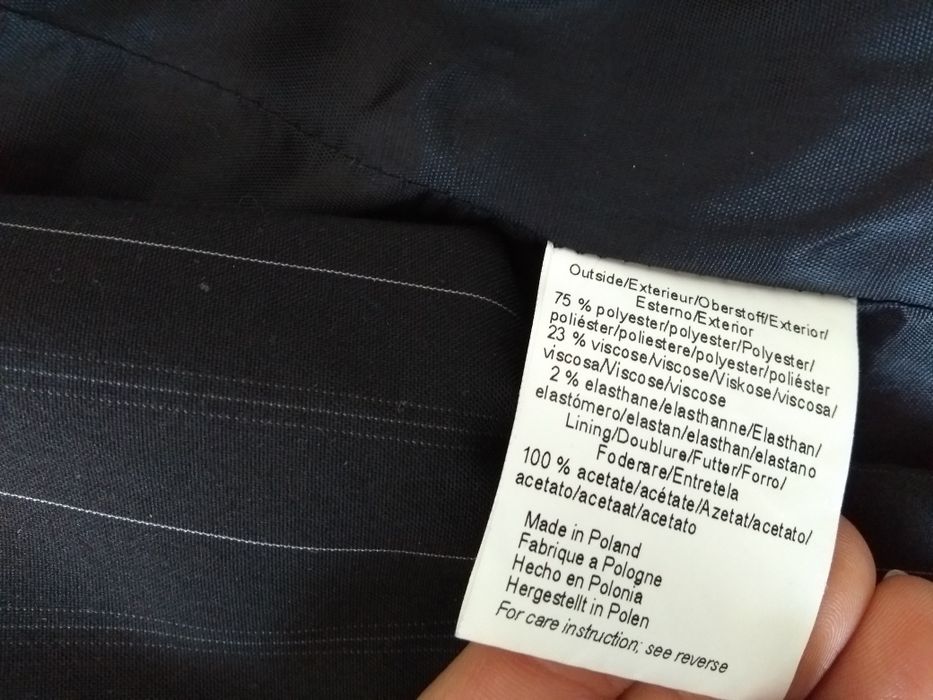 Outside/Exterieur/Oberstoff/Exterior/
Esterno/Exterior
75 % polyester/polyester/Polyester/
poliéster/poliestere/polyester/poliéster
23 % viscose/viscose/Viskose/viscosa/
viscosa/Viscose/viscose
2 % elasthane/elasthanne/Elasthan/
elastómero/elastan/elasthan/elastano
Lining/Doublure/Futter/Forro/
Foderare/Entretela
100 % acetate/acétate/Azetat/acetato/
acetato/acetaat/acetato
Made in Poland
Fabrique a Pologne
Hecho en Polonia
Hergestellt in Polen
For care instruction; see reverse